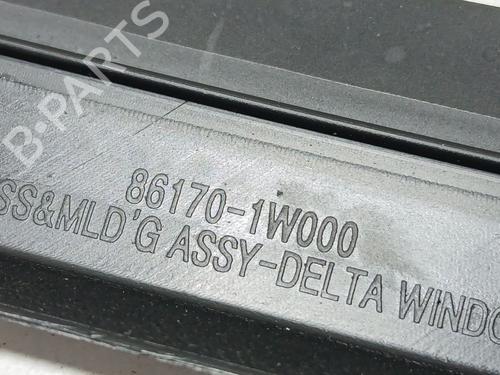 B-PARTS
86170-1W000
SS&MLD'G ASSY-DELTA WINDO